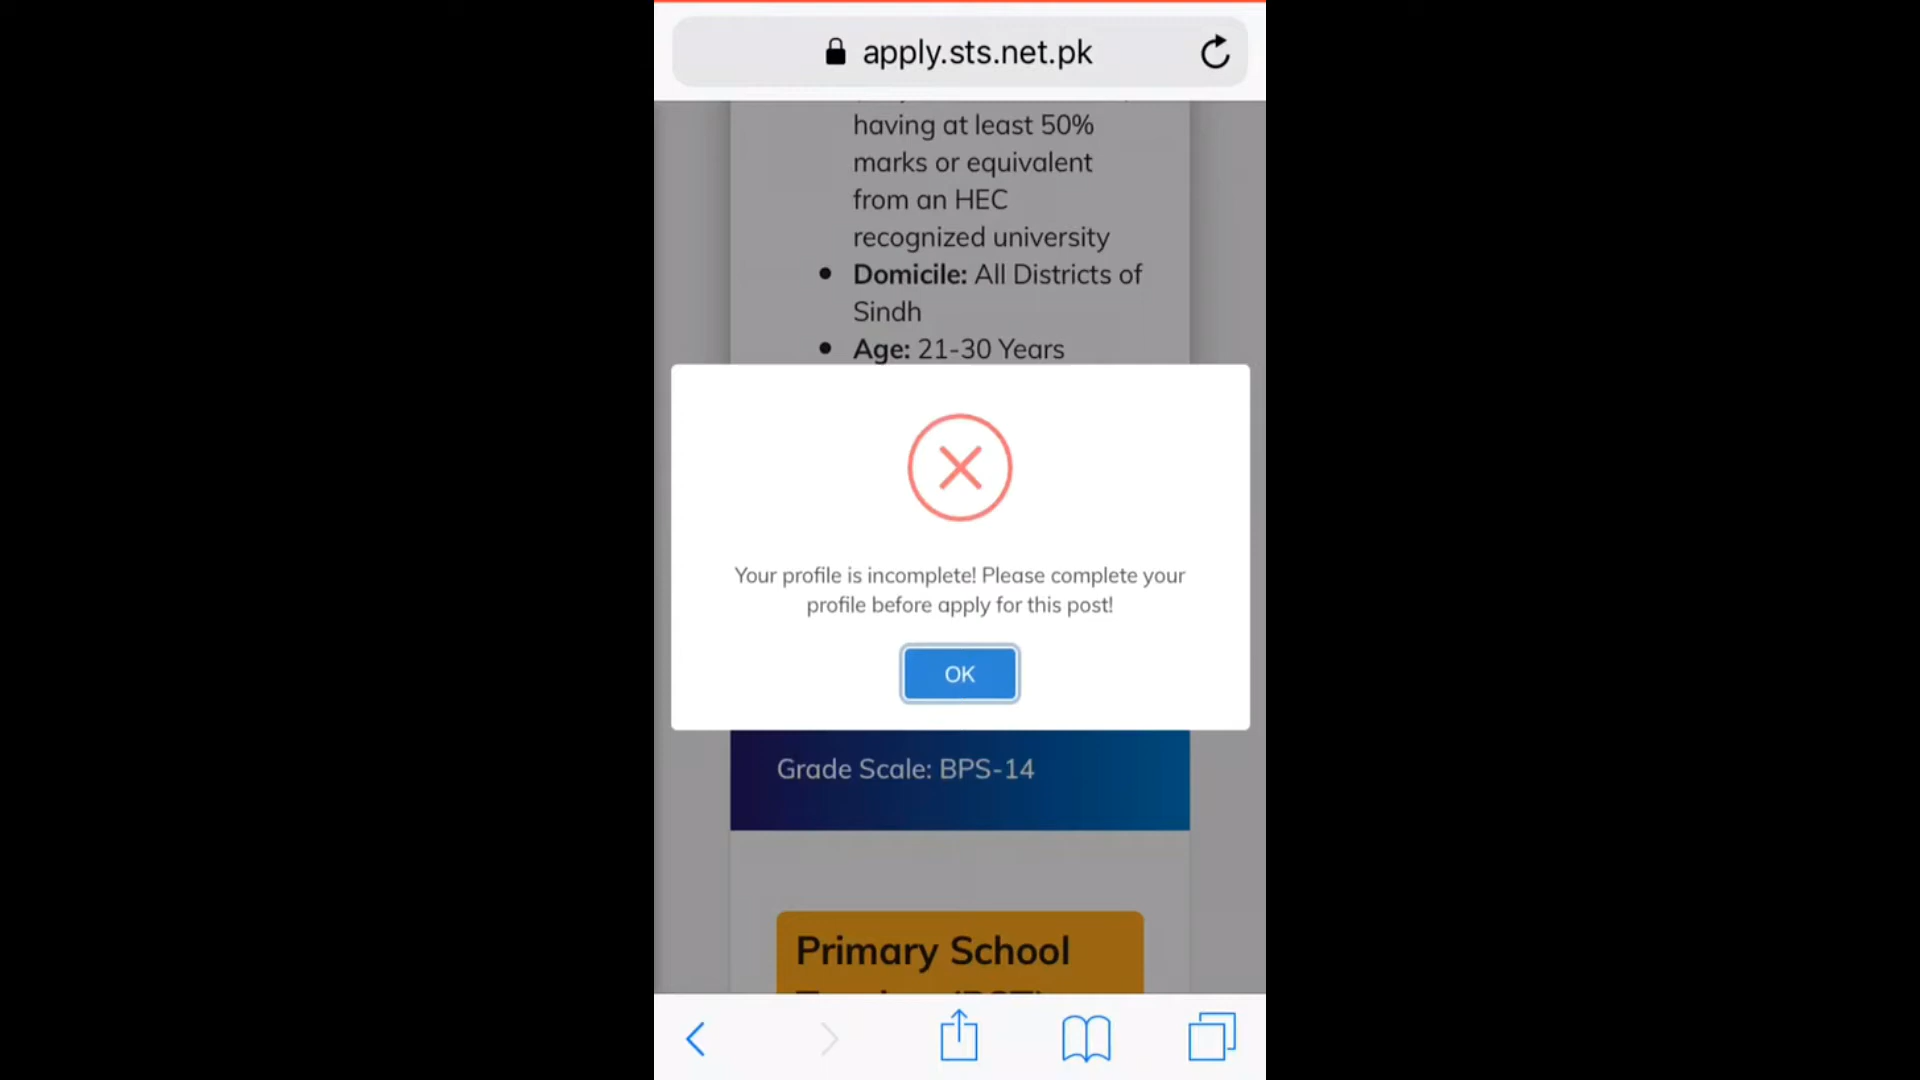 apply.sts.net.pk
having at least 50%
marks or equivalent
from an HEC
recognized university
Domicile: All Districts of
Sindh
Age: 21-30 Years
Your profile is incomplete! Please complete your
profile before apply for this post!
OK
Grade Scale: BPS-14
Primary School